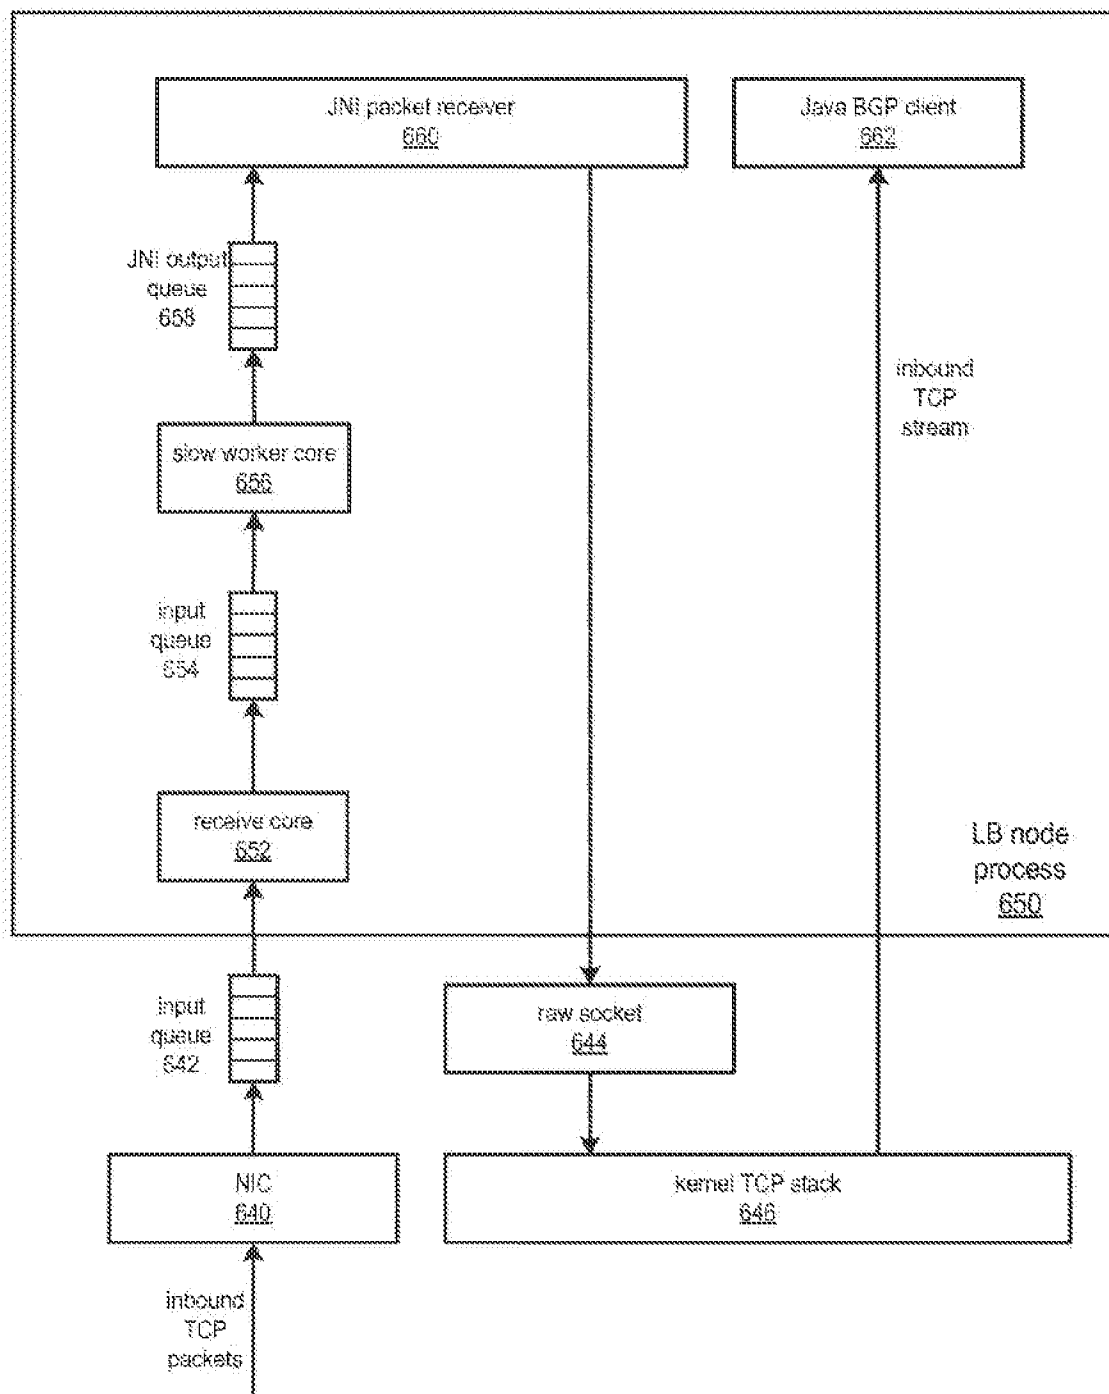 JNI packet receiver
660
Java BGP client
662
JNI output
queue
658
inbound
TCP
stream
slow worker core
656
input
queue
654
receive core
652
LB node
process
650
input
queue
642
raw socket
644
NIC
640
kernel TCP stack
646
inbound
TCP
packets